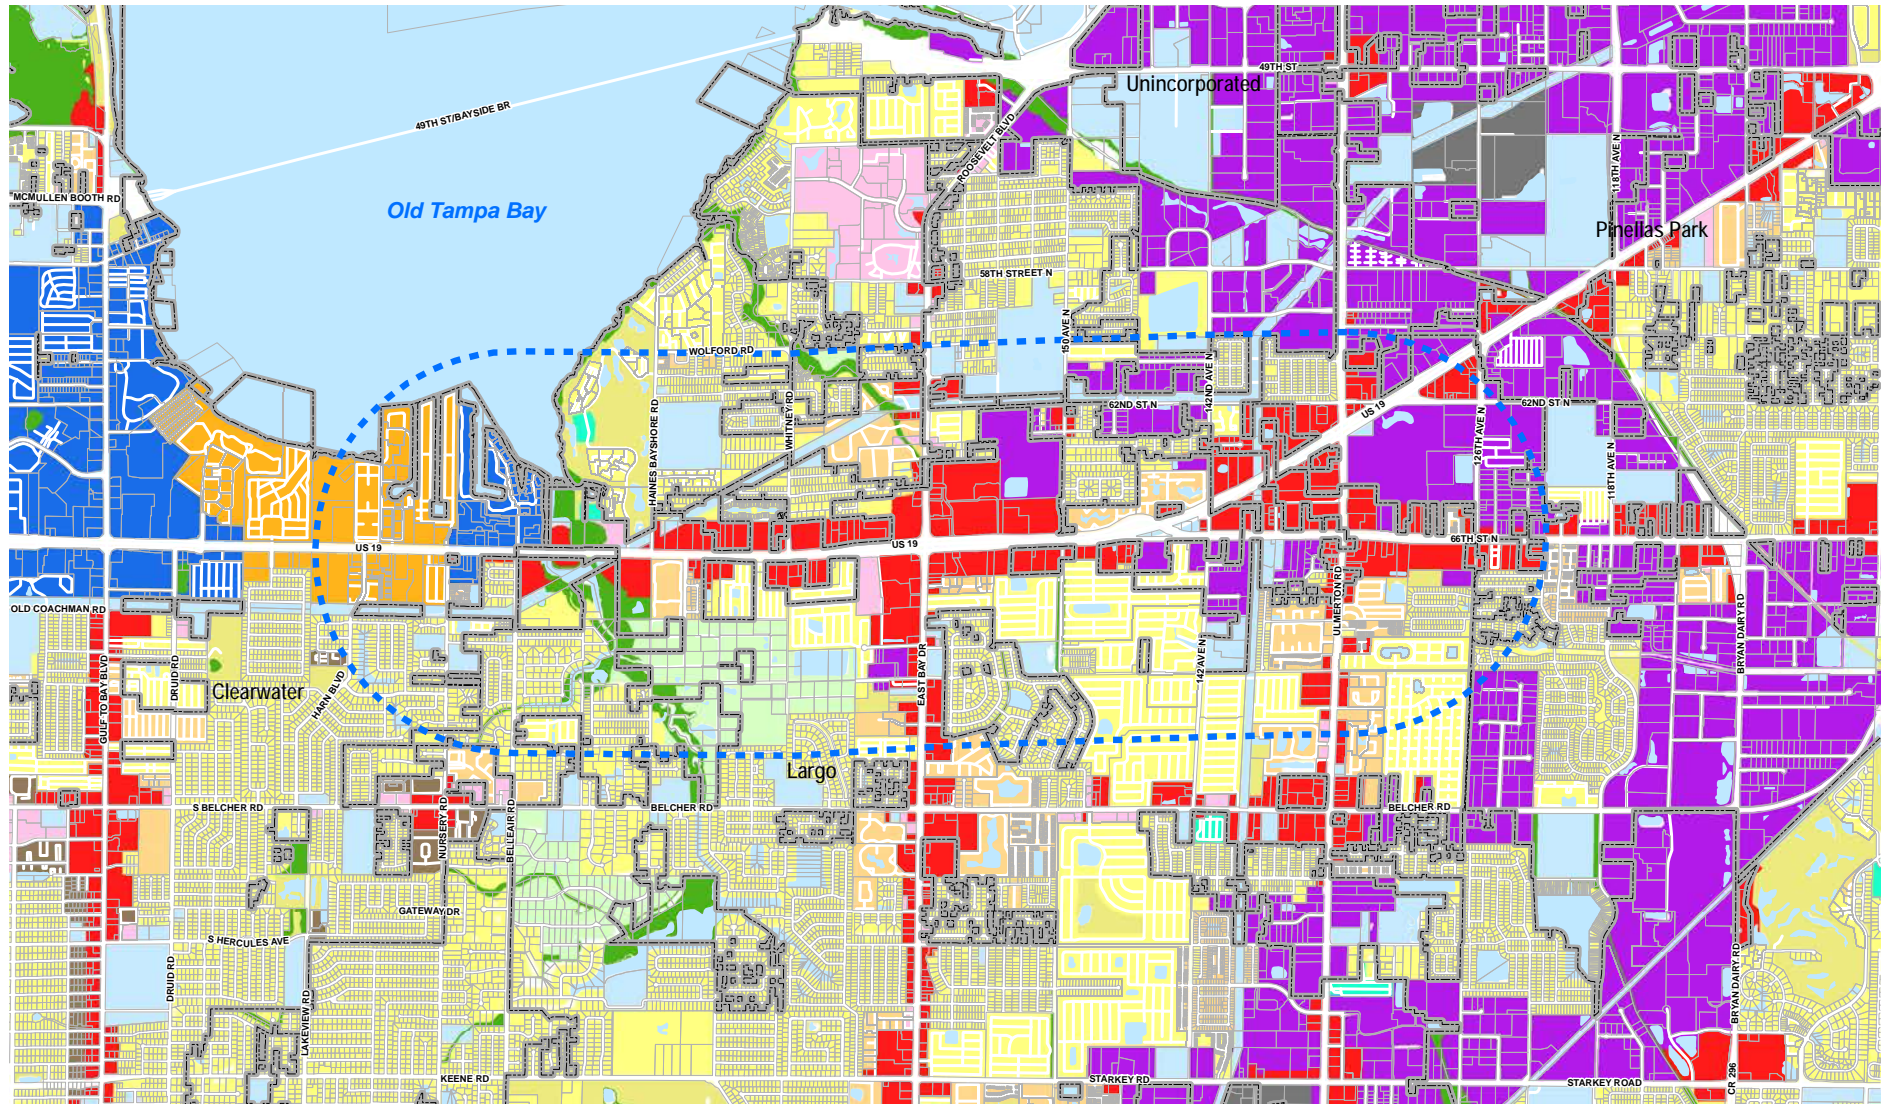 49TH ST
Unincorporated
49TH ST/BAYSIDE BR
ROOSEVELT BLVD
118TH AVE N
MCMULLEN BOOTH RD
Old Tampa Bay
Pinellas Park
58TH STREET N
150 AVE N
WOLFORD RD
142ND AVE N
HAINES BAYSHORE RD
WHITNEY RD
62ND ST N
US 19
126TH AVE N
62ND ST N
118TH AVE N
US 19
US 19
66TH ST N
OLD COACHMAN RD
ULMERTON RD
BRYAN DAIRY RD
GULF TO BAY BLVD
DRUID RD
Clearwater
HARN BLVD
EAST BAY DR
142 AVE N
Largo
S BELCHER RD
NURSERY RD
BELLEAIR RD
BELCHER RD
BELCHER RD
GATEWAY DR
S HERCULES AVE
DRUID RD
LAKEVIEW RD
BRYAN DAIRY RD
KEENE RD
STARKEY RD
CR 296
STARKEY ROAD